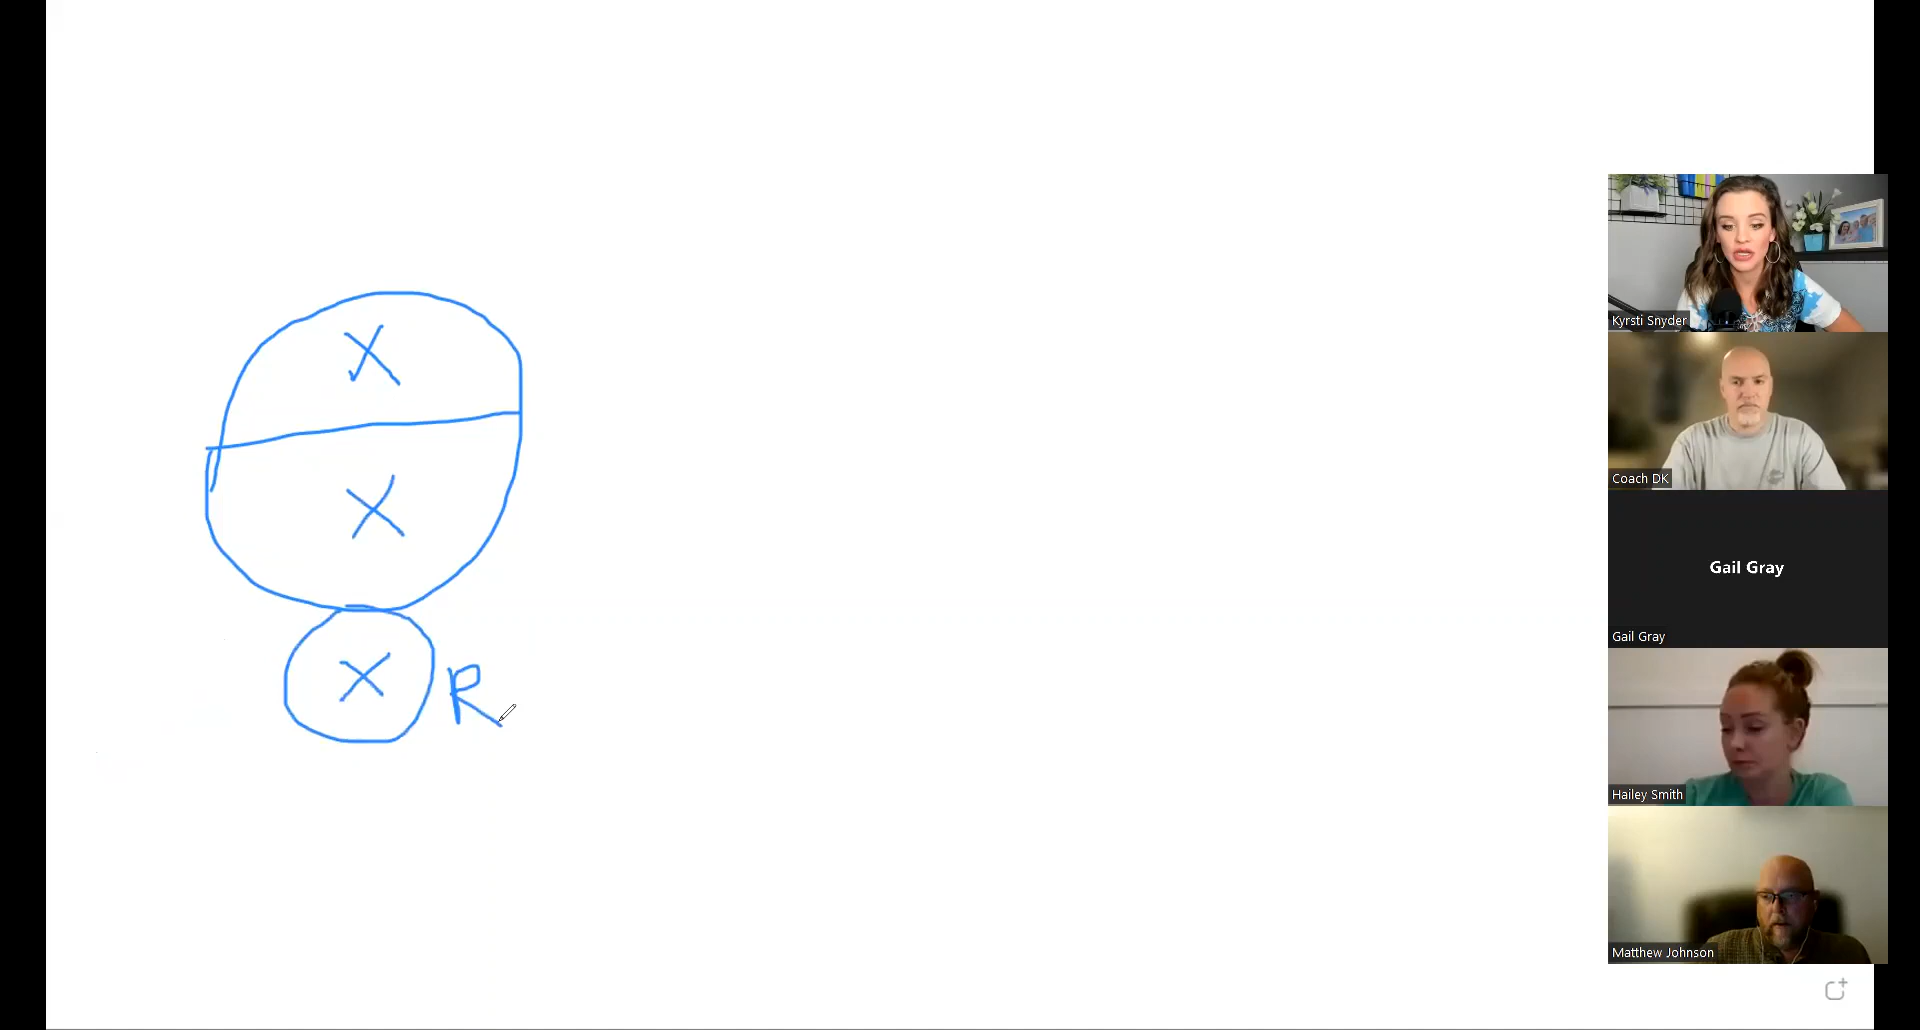 X
X
X
R
Kyrsti Snyder
Coach DK
Gail Gray
Gail Gray
Hailey Smith
Matthew Johnson